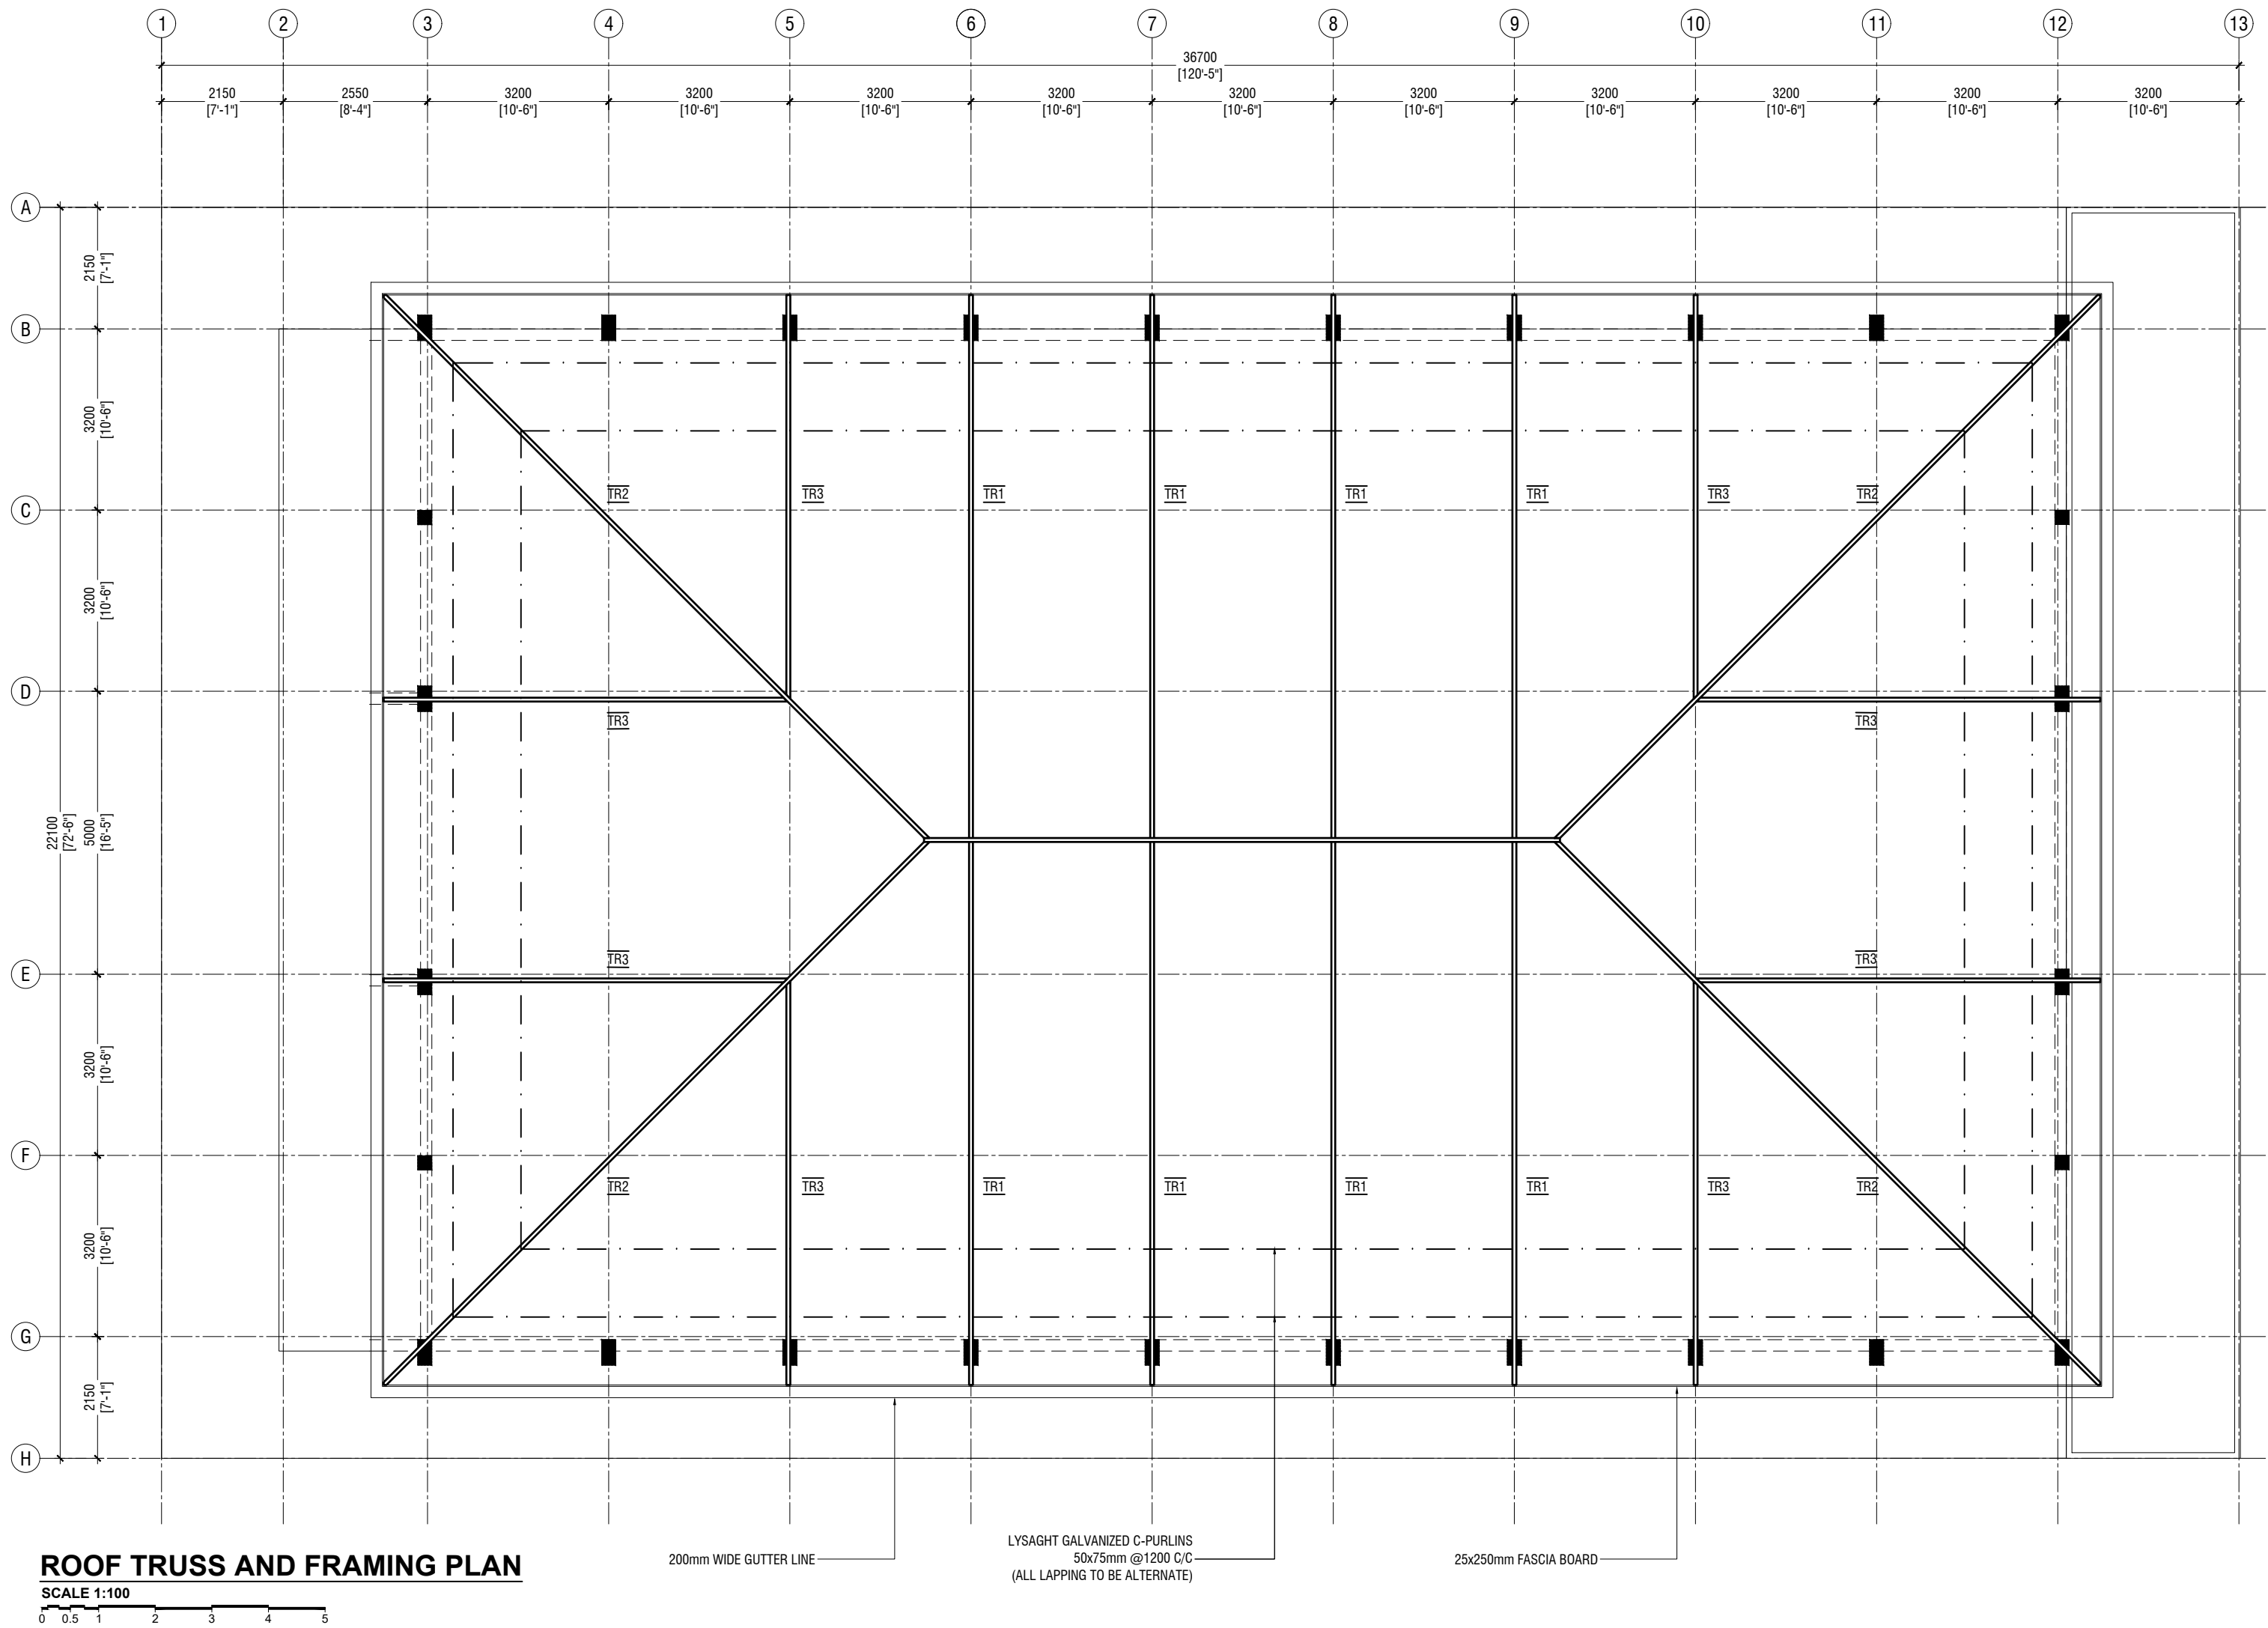 1 2 3 4 5 6 7 8 9 10 11 12 13
36700
[120'-5"]
2150 2550 3200 3200 3200 3200 3200 3200 3200 3200 3200 3200
[7'-1"] [8'-4"] [10'-6"] [10'-6"] [10'-6"] [10'-6"] [10'-6"] [10'-6"] [10'-6"] [10'-6"] [10'-6"] [10'-6"]
A
2150
[7'-1"]
B
3200
[10'-6"]
TR2 TR3 TR1 TR1 TR1 TR1 TR3 TR2
C
3200
[10'-6"]
D
TR3 TR3
22100
[72'-6"]
5000
[16'-5"]
TR3 TR3
E
3200
[10'-6"]
F
TR2 TR3 TR1 TR1 TR1 TR1 TR3 TR2
3200
[10'-6"]
G
2150
[7'-1"]
H
200mm WIDE GUTTER LINE
LYSAGHT GALVANIZED C-PURLINS
50x75mm @1200 C/C
(ALL LAPPING TO BE ALTERNATE)
25x250mm FASCIA BOARD
ROOF TRUSS AND FRAMING PLAN
SCALE 1:100
0 0.5 1 2 3 4 5